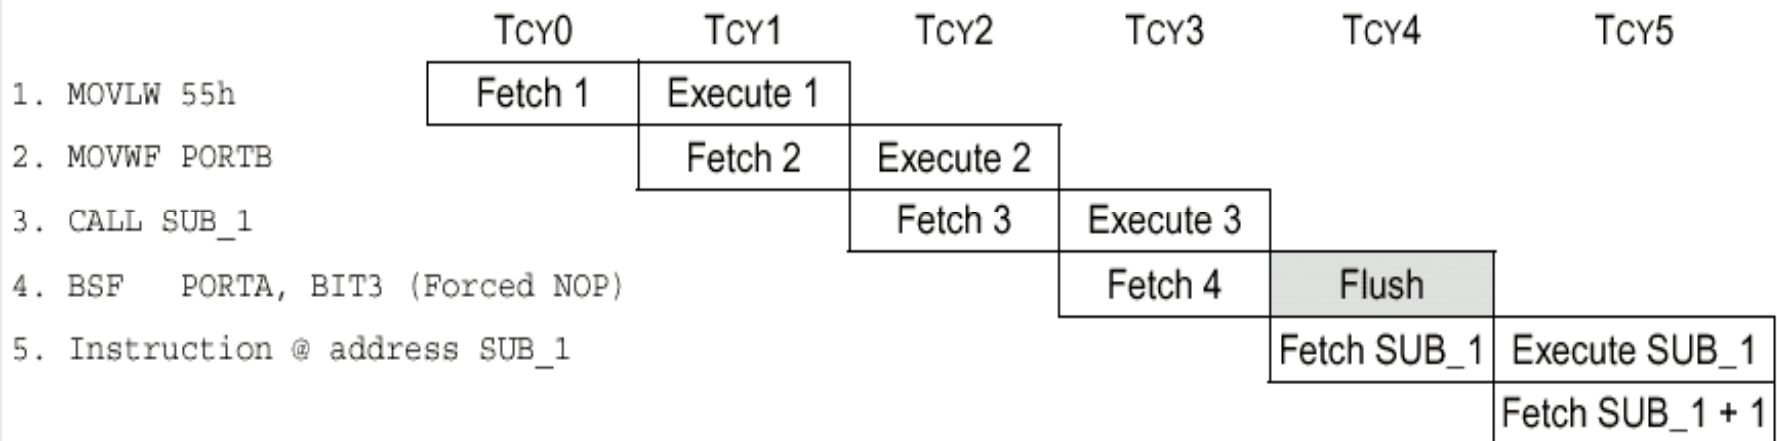 TCY0 TCY1 TCY2 TCY3 TCY4 TCY5
1. MOVLW 55h Fetch 1 Execute 1
2. MOVWF PORTB Fetch 2 Execute 2
3. CALL SUB_1 Fetch 3 Execute 3
4. BSF PORTA, BIT3 (Forced NOP) Fetch 4 Flush
5. Instruction @ address SUB_1 Fetch SUB_1 Execute SUB_1
Fetch SUB_1 + 1